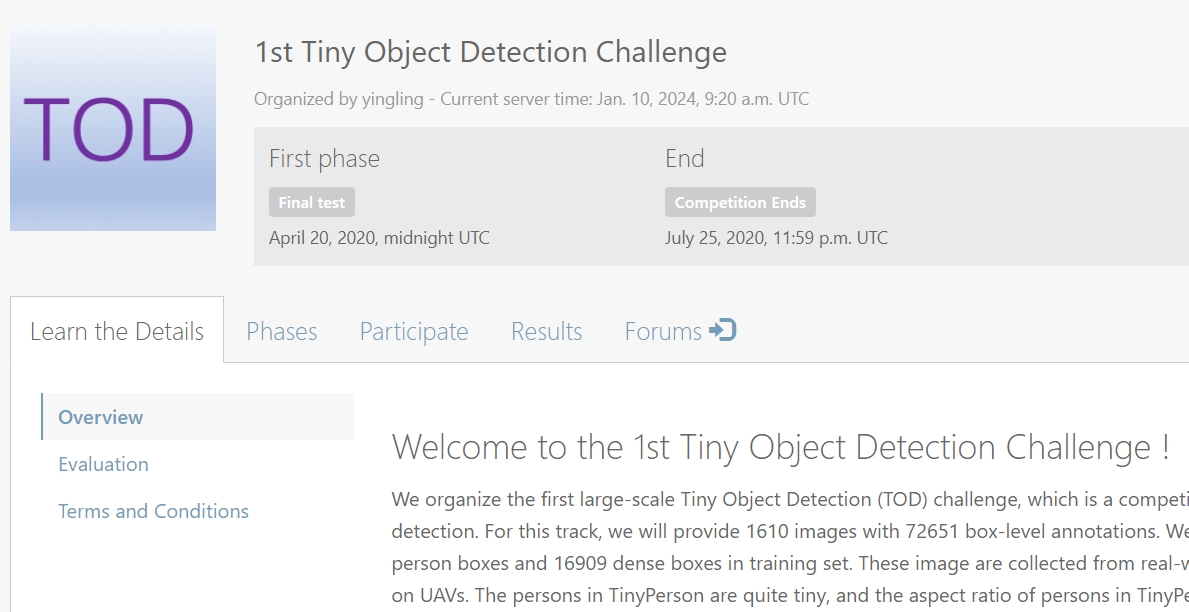 TOD
1st Tiny Object Detection Challenge
Organized by yingling - Current server time: Jan. 10, 2024, 9:20 a.m. UTC
First phase
Final test
April 20, 2020, midnight UTC
End
Competition Ends
July 25, 2020, 11:59 p.m. UTC
Learn the Details
Phases
Participate
Results
Forums
Overview
Evaluation
Terms and Conditions
Welcome to the 1st Tiny Object Detection Challenge !
We organize the first large-scale Tiny Object Detection (TOD) challenge, which is a competi
detection. For this track, we will provide 1610 images with 72651 box-level annotations. We
person boxes and 16909 dense boxes in training set. These image are collected from real-w
on UAVs. The persons in TinyPerson are quite tiny, and the aspect ratio of persons in TinyPe